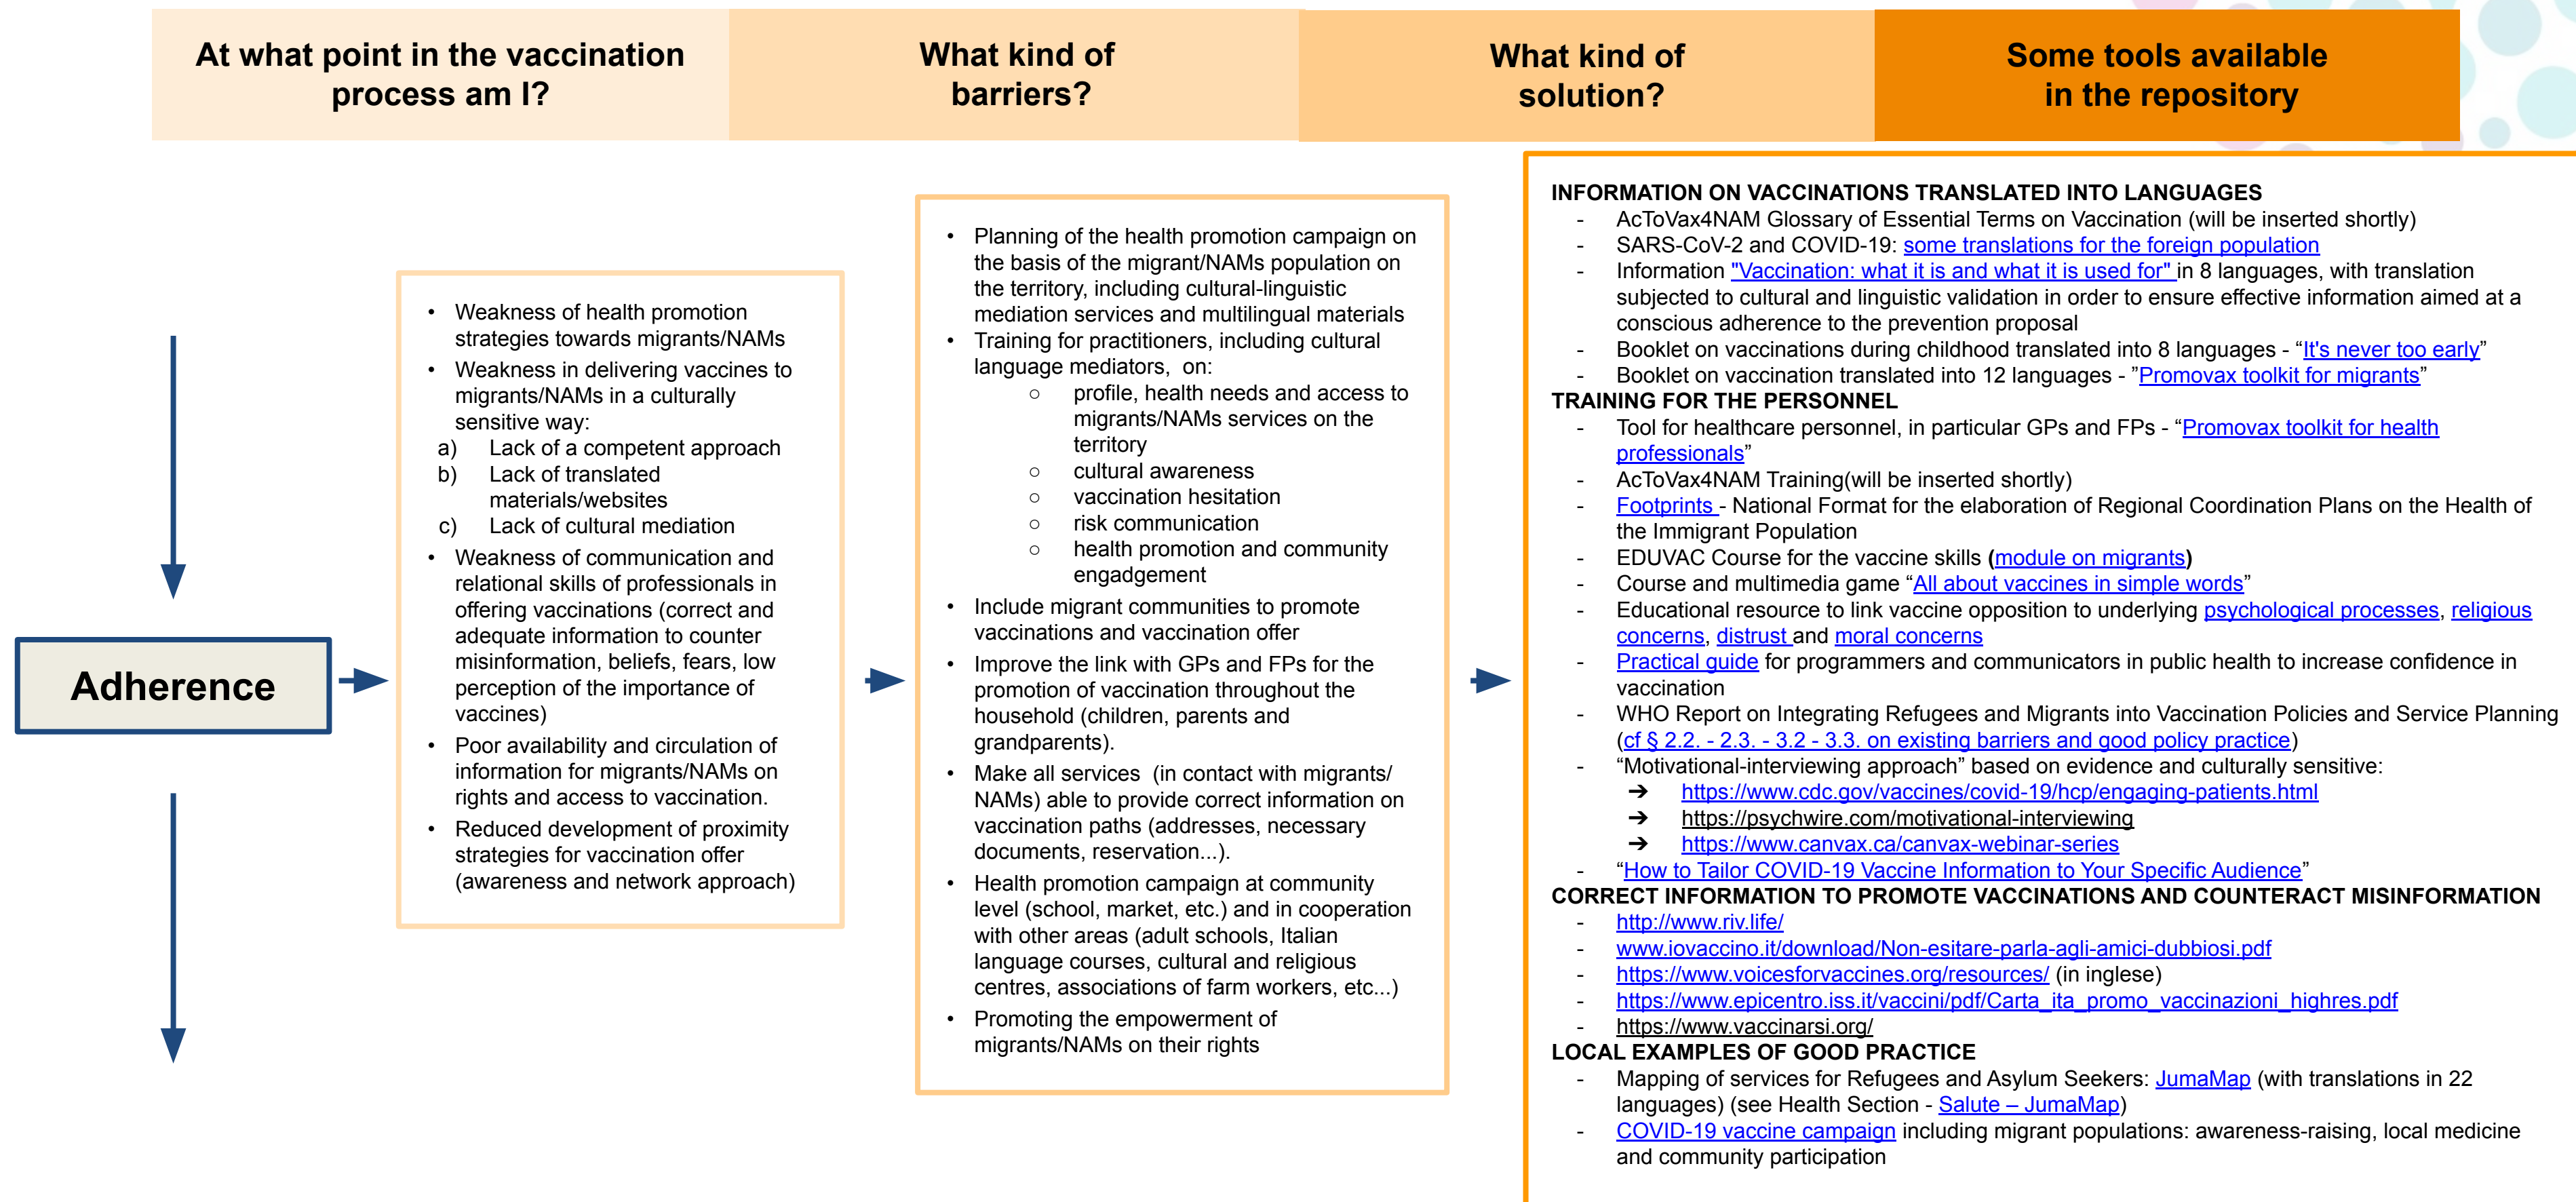 At what point in the vaccination
process am I?
What kind of
barriers?
What kind of
solution?
Some tools available
in the repository
Adherence
• Weakness of health promotion
strategies towards migrants/NAMs
• Weakness in delivering vaccines to
migrants/NAMs in a culturally
sensitive way:
a) Lack of a competent approach
b) Lack of translated
materials/websites
c) Lack of cultural mediation
• Weakness of communication and
relational skills of professionals in
offering vaccinations (correct and
adequate information to counter
misinformation, beliefs, fears, low
perception of the importance of
vaccines)
• Poor availability and circulation of
information for migrants/NAMs on
rights and access to vaccination.
• Reduced development of proximity
strategies for vaccination offer
(awareness and network approach)
• Planning of the health promotion campaign on
the basis of the migrant/NAMs population on
the territory, including cultural-linguistic
mediation services and multilingual materials
• Training for practitioners, including cultural
language mediators, on:
○ profile, health needs and access to
migrants/NAMs services on the
territory
○ cultural awareness
○ vaccination hesitation
○ risk communication
○ health promotion and community
engadgement
• Include migrant communities to promote
vaccinations and vaccination offer
• Improve the link with GPs and FPs for the
promotion of vaccination throughout the
household (children, parents and
grandparents).
• Make all services (in contact with migrants/
NAMs) able to provide correct information on
vaccination paths (addresses, necessary
documents, reservation...).
• Health promotion campaign at community
level (school, market, etc.) and in cooperation
with other areas (adult schools, Italian
language courses, cultural and religious
centres, associations of farm workers, etc...)
• Promoting the empowerment of
migrants/NAMs on their rights
INFORMATION ON VACCINATIONS TRANSLATED INTO LANGUAGES
- AcToVax4NAM Glossary of Essential Terms on Vaccination (will be inserted shortly)
- SARS-CoV-2 and COVID-19: some translations for the foreign population
- Information "Vaccination: what it is and what it is used for" in 8 languages, with translation
subjected to cultural and linguistic validation in order to ensure effective information aimed at a
conscious adherence to the prevention proposal
- Booklet on vaccinations during childhood translated into 8 languages - “It's never too early”
- Booklet on vaccination translated into 12 languages - ”Promovax toolkit for migrants”
TRAINING FOR THE PERSONNEL
- Tool for healthcare personnel, in particular GPs and FPs - “Promovax toolkit for health
professionals”
- AcToVax4NAM Training(will be inserted shortly)
- Footprints - National Format for the elaboration of Regional Coordination Plans on the Health of
the Immigrant Population
- EDUVAC Course for the vaccine skills (module on migrants)
- Course and multimedia game “All about vaccines in simple words”
- Educational resource to link vaccine opposition to underlying psychological processes, religious
concerns, distrust and moral concerns
- Practical guide for programmers and communicators in public health to increase confidence in
vaccination
- WHO Report on Integrating Refugees and Migrants into Vaccination Policies and Service Planning
(cf § 2.2. - 2.3. - 3.2 - 3.3. on existing barriers and good policy practice)
- “Motivational-interviewing approach” based on evidence and culturally sensitive:
➔ https://www.cdc.gov/vaccines/covid-19/hcp/engaging-patients.html
➔ https://psychwire.com/motivational-interviewing
➔ https://www.canvax.ca/canvax-webinar-series
- “How to Tailor COVID-19 Vaccine Information to Your Specific Audience”
CORRECT INFORMATION TO PROMOTE VACCINATIONS AND COUNTERACT MISINFORMATION
- http://www.riv.life/
- www.iovaccino.it/download/Non-esitare-parla-agli-amici-dubbiosi.pdf
- https://www.voicesforvaccines.org/resources/ (in inglese)
- https://www.epicentro.iss.it/vaccini/pdf/Carta_ita_promo_vaccinazioni_highres.pdf
- https://www.vaccinarsi.org/
LOCAL EXAMPLES OF GOOD PRACTICE
- Mapping of services for Refugees and Asylum Seekers: JumaMap (with translations in 22
languages) (see Health Section - Salute – JumaMap)
- COVID-19 vaccine campaign including migrant populations: awareness-raising, local medicine
and community participation